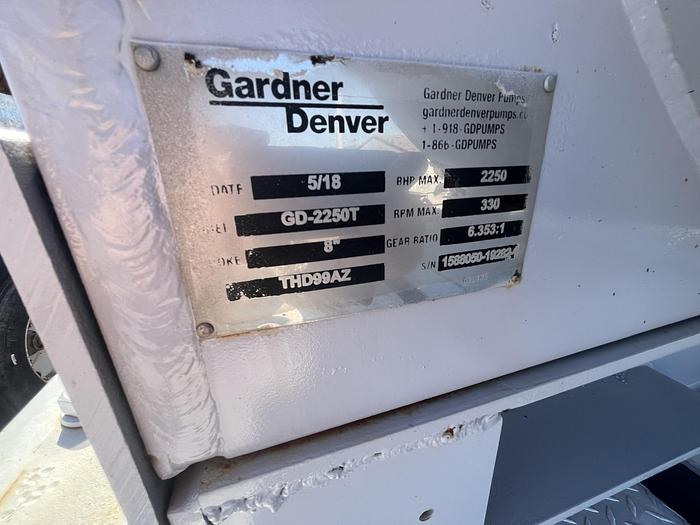 Gardner
Denver
Gardner Denver Pumps
gardnerdenverpumps.co
+ 1-918-GDPUMPS
1-866-GDPUMPS
DATE 5/18
BHP MAX. 2250
GD-2250T
RPM MAX. 330
8"
GEAR RATIO 6.353:1
THD99AZ
S/N